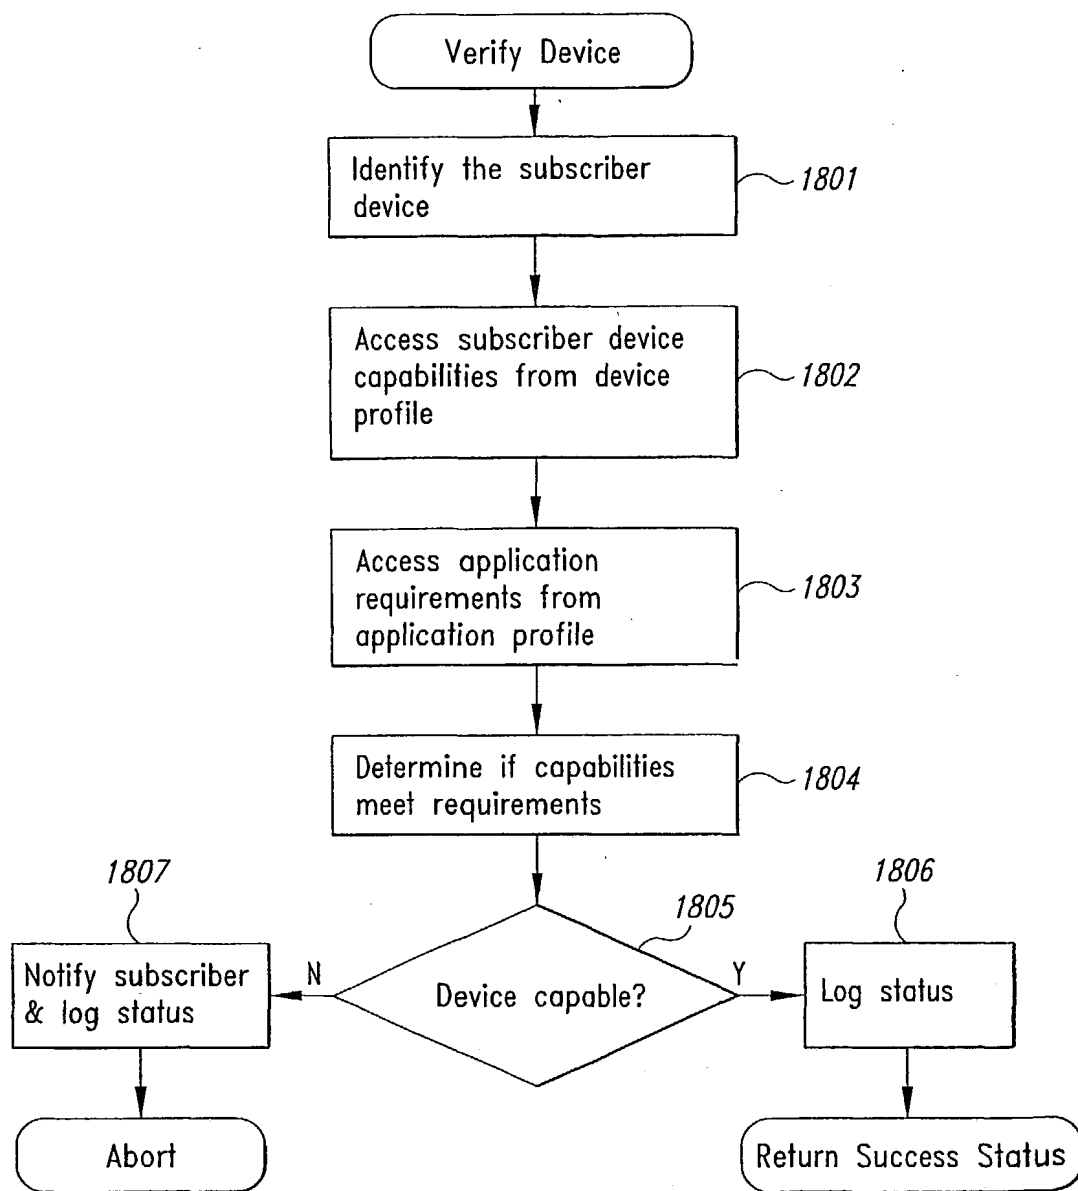 Verify Device
Identify the subscriber
device
1801
Access subscriber device
capabilities from device
profile
1802
Access application
requirements from
application profile
1803
Determine if capabilities
meet requirements
1804
1807
1806
1805
Notify subscriber
& log status
N
Device capable?
Y
Log status
Abort
Return Success Status